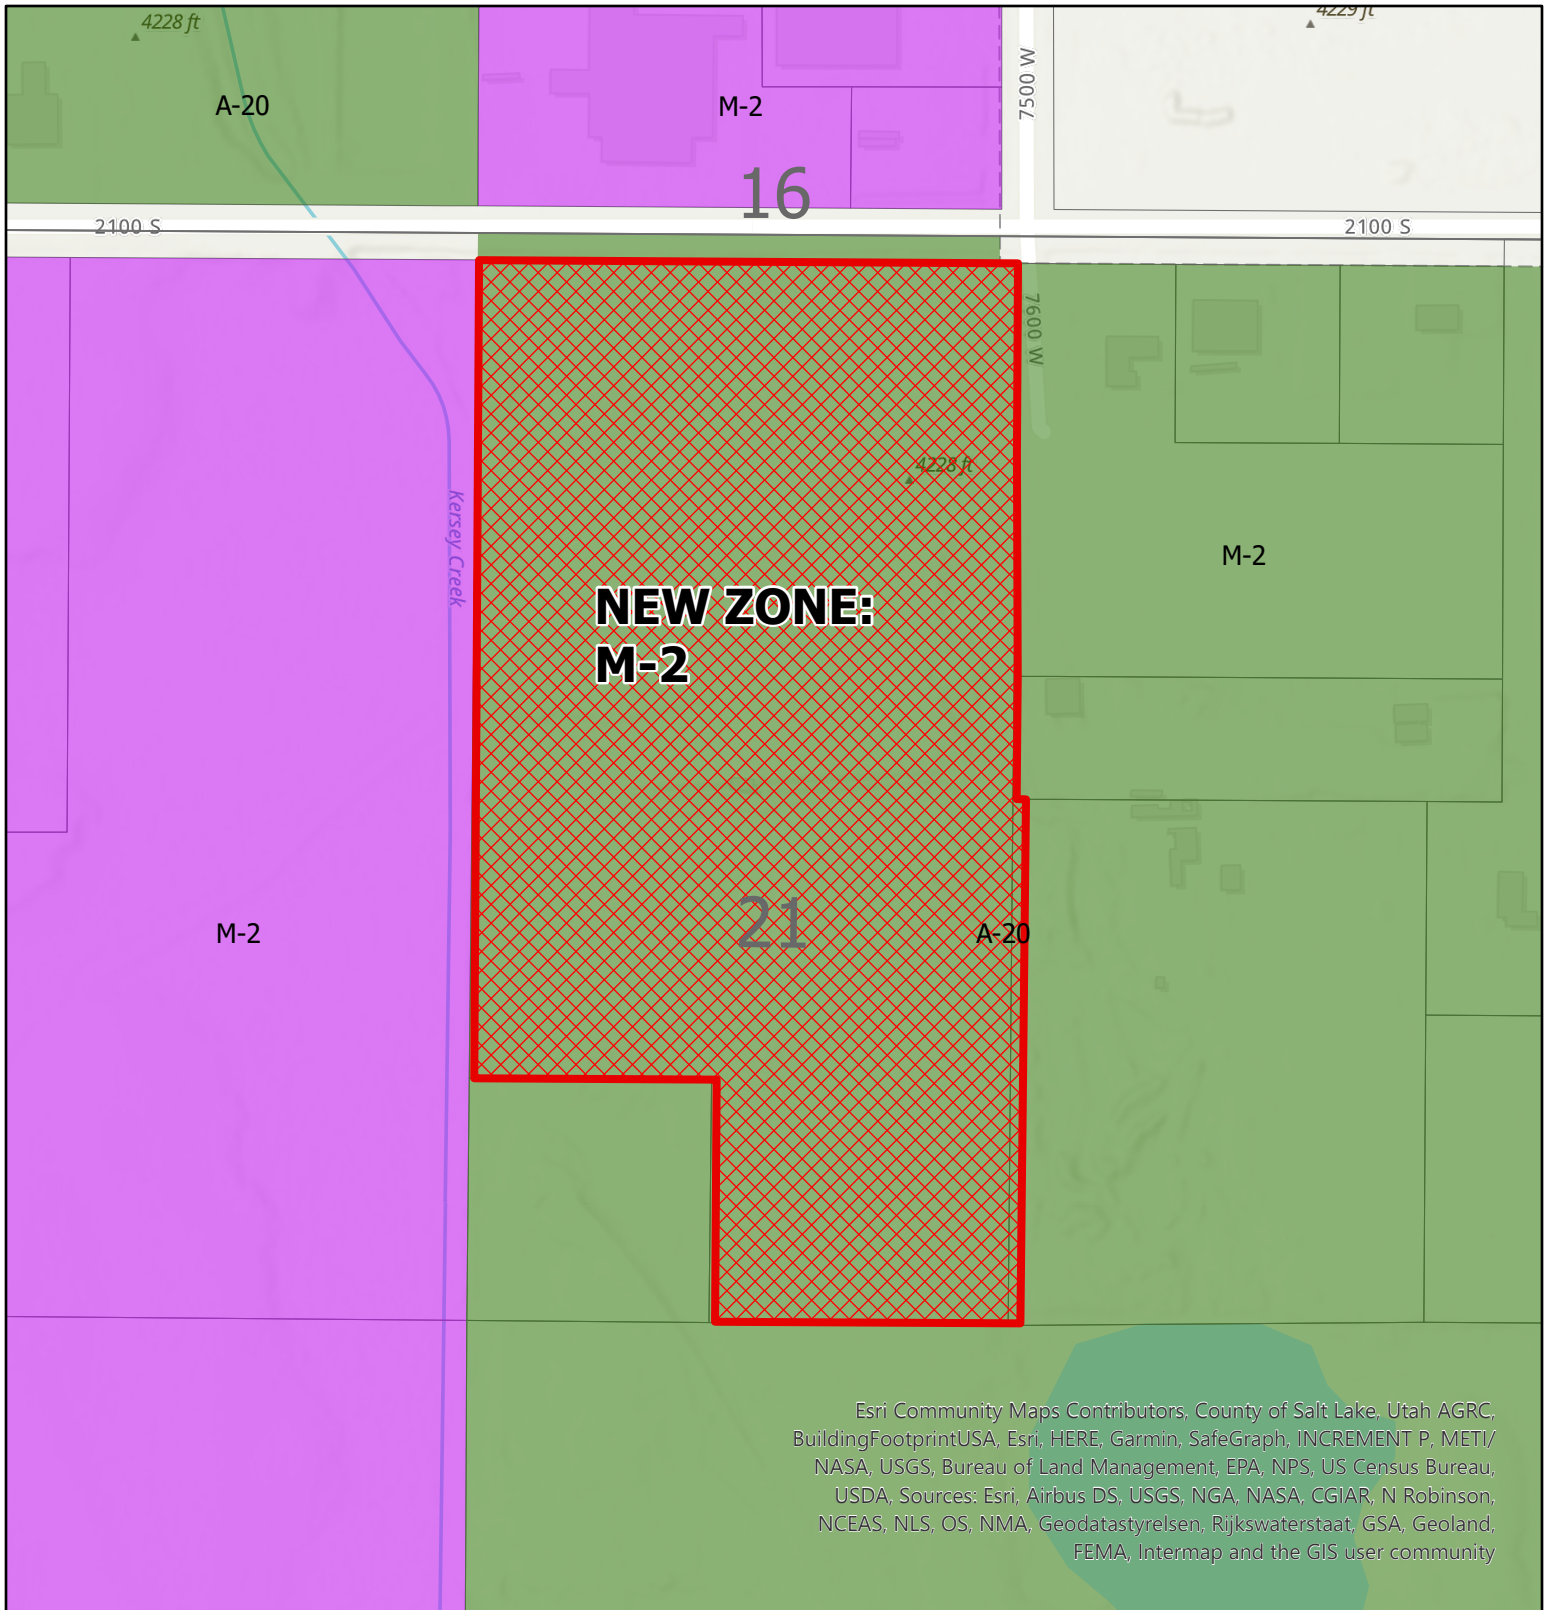 4228 ft
4229 ft
A-20
M-2
7500 W
16
2100 S
2100 S
7600 W
4228 ft
Kersey Creek
M-2
NEW ZONE:
M-2
21
M-2
A-20
Esri Community Maps Contributors, County of Salt Lake, Utah AGRC,
BuildingFootprintUSA, Esri, HERE, Garmin, SafeGraph, INCREMENT P, METI/
NASA, USGS, Bureau of Land Management, EPA, NPS, US Census Bureau,
USDA, Sources: Esri, Airbus DS, USGS, NGA, NASA, CGIAR, N Robinson,
NCEAS, NLS, OS, NMA, Geodatastyrelsen, Rijkswaterstaat, GSA, Geoland,
FEMA, Intermap and the GIS user community